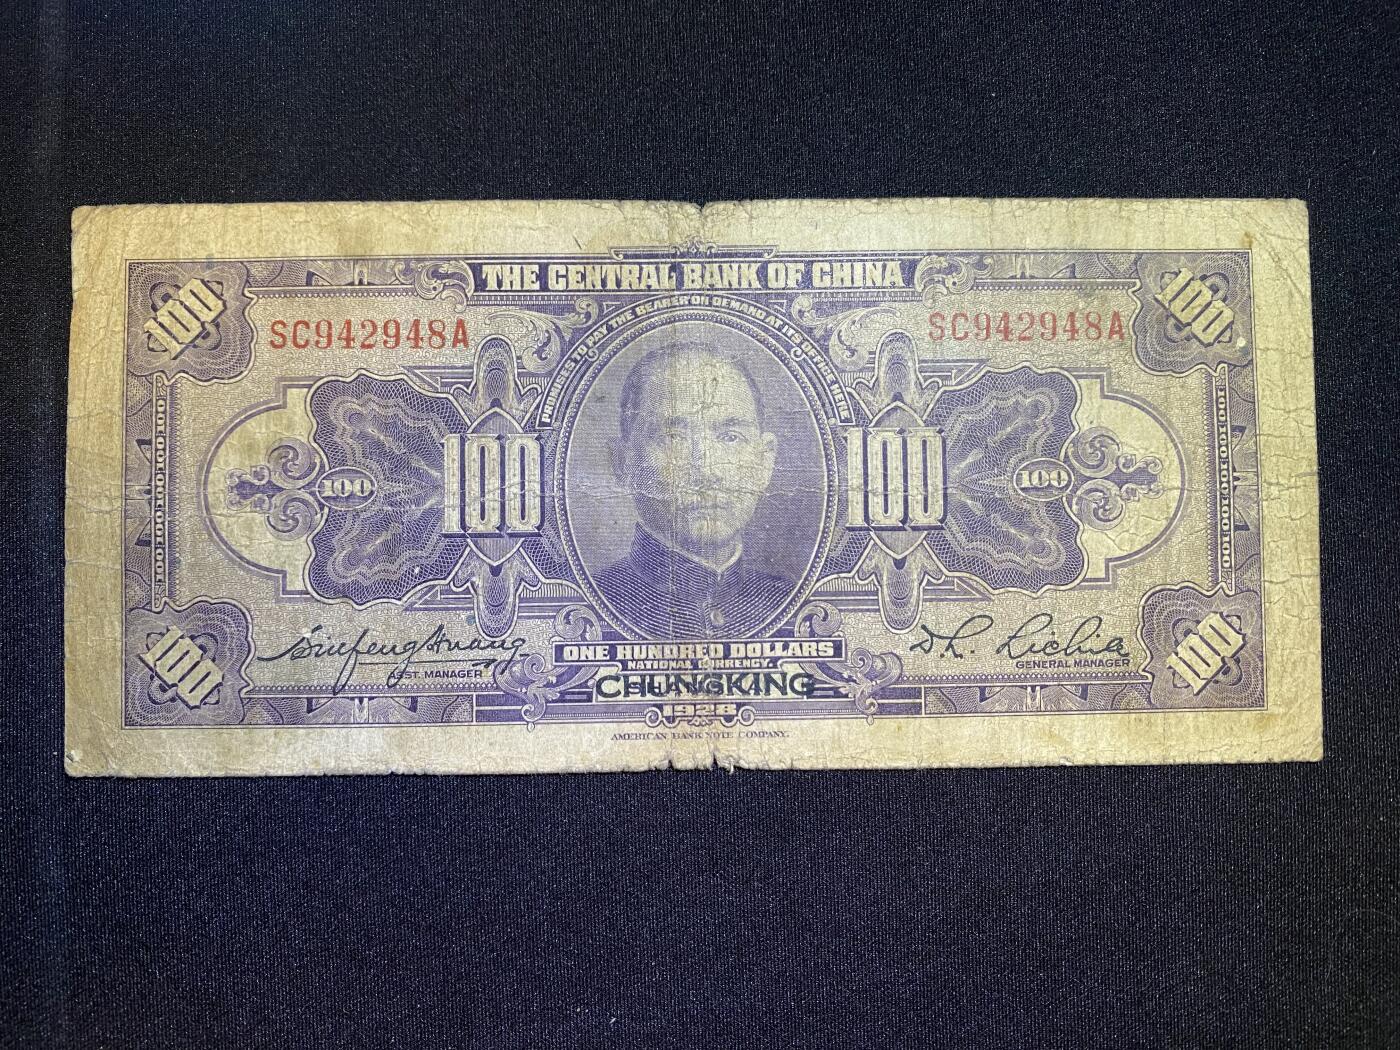 THE CENTRAL BANK OF CHINA
PROMISES TO PAY THE BEARER ON DEMAND AT ITS OFFICE HERE
100 100
SC942948A SC942948A
100 100 100 100
ASST. MANAGER GENERAL MANAGER
ONE HUNDRED DOLLARS
NATIONAL CURRENCY.
CHUNGKING
100 100
1928
AMERICAN BANK NOTE COMPANY.